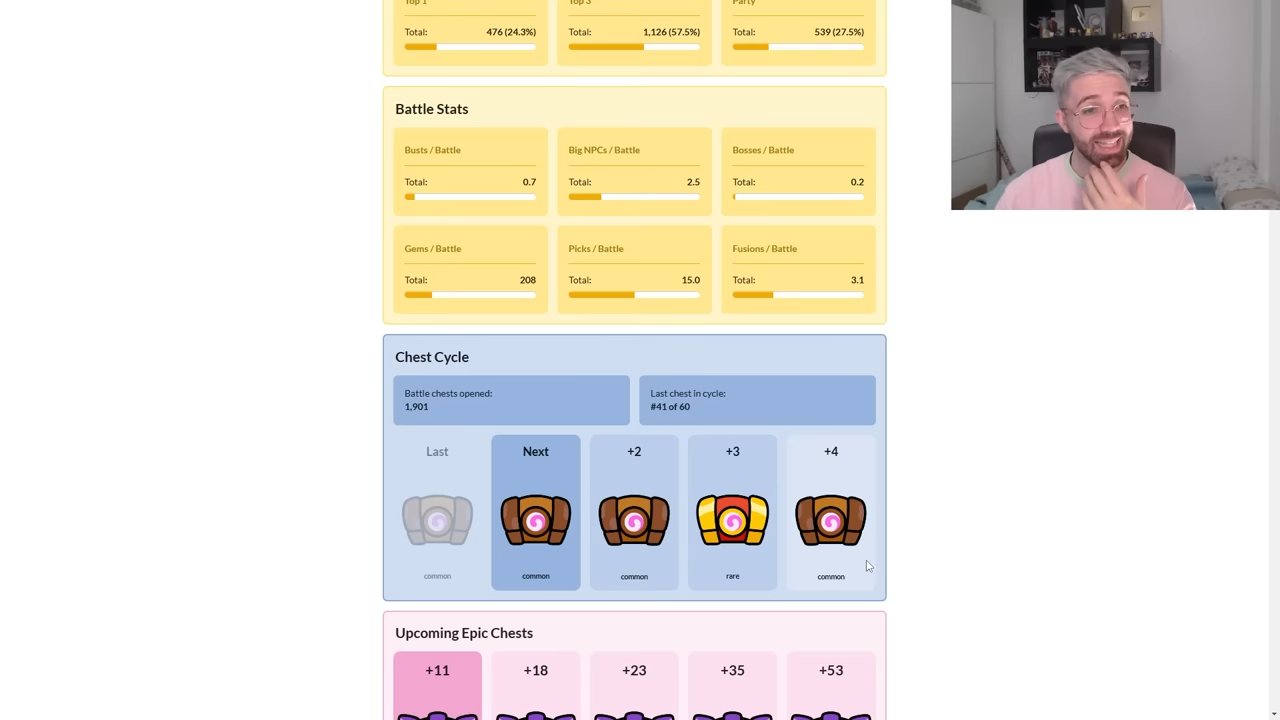 Top 1
Top 3
Party
Total: 476 (24.3%)
Total: 1,126 (57.5%)
Total: 539 (27.5%)
Battle Stats
Busts / Battle
Big NPCs / Battle
Bosses / Battle
Total: 0.7
Total: 2.5
Total: 0.2
Gems / Battle
Picks / Battle
Fusions / Battle
Total: 208
Total: 15.0
Total: 3.1
Chest Cycle
Battle chests opened:
1,901
Last chest in cycle:
#41 of 60
Last
Next
+2
+3
+4
common
common
common
rare
common
Upcoming Epic Chests
+11
+18
+23
+35
+53